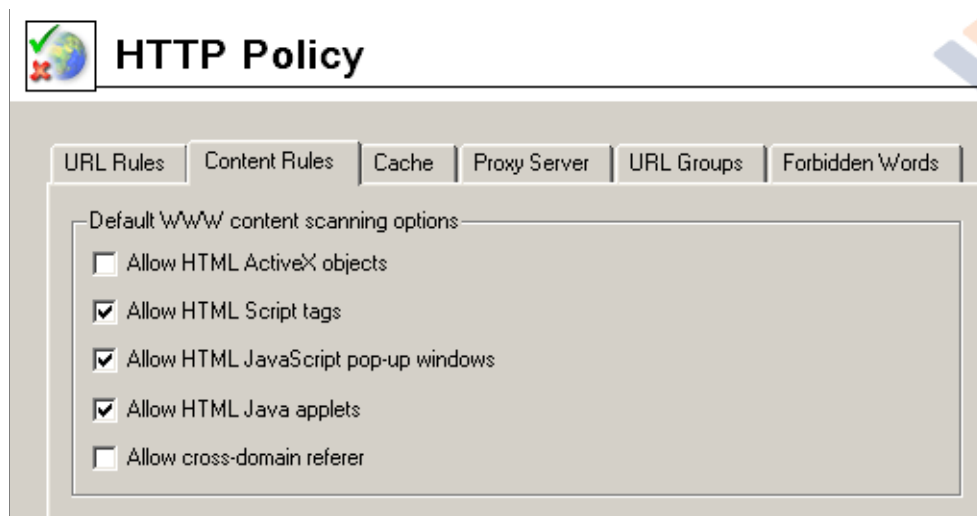 HTTP Policy
URL Rules Content Rules Cache Proxy Server URL Groups Forbidden Words
Default WWW content scanning options
Allow HTML ActiveX objects
Allow HTML Script tags
Allow HTML JavaScript pop-up windows
Allow HTML Java applets
Allow cross-domain referer